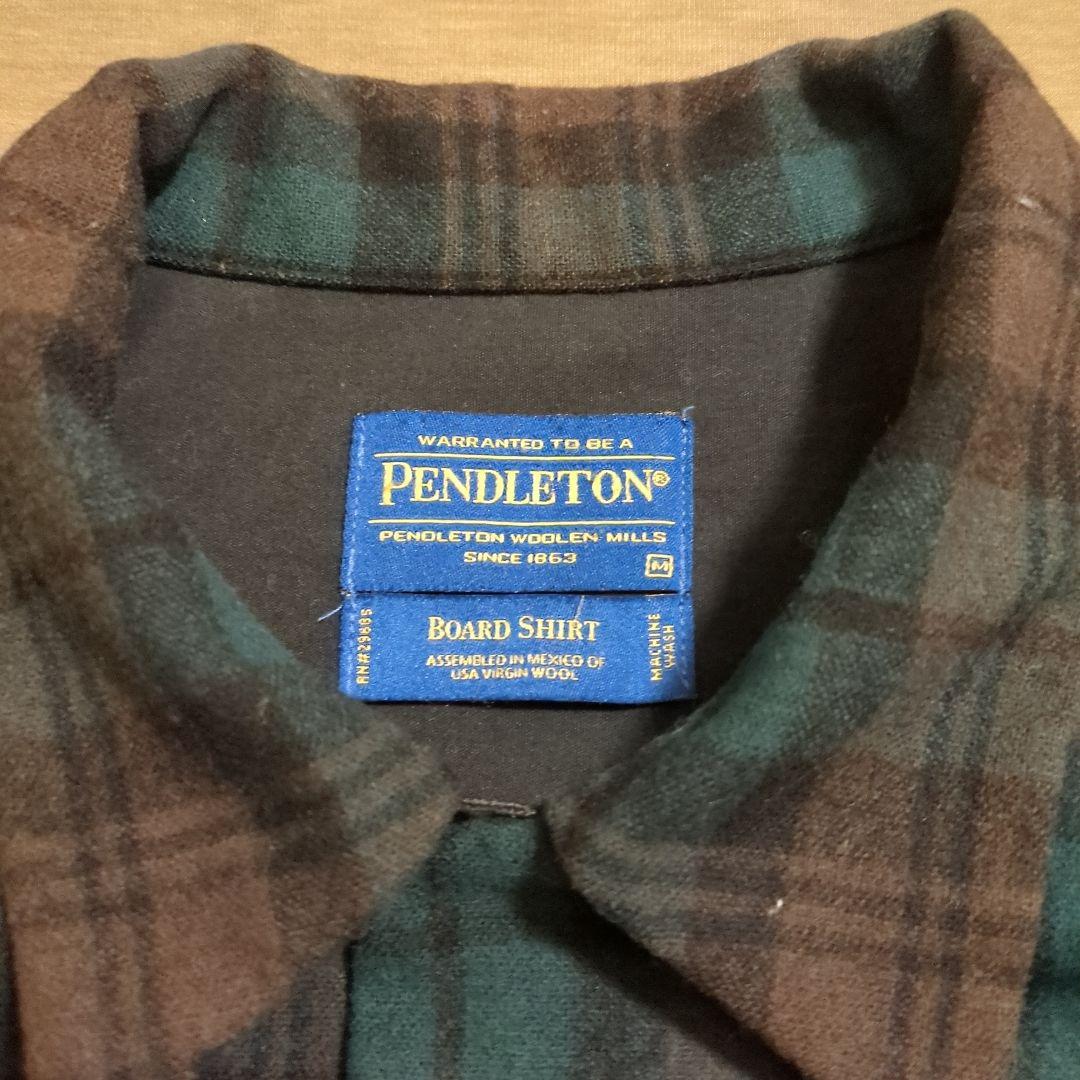 WARRANTED TO BE A
PENDLETON®
PENDLETON WOOLEN MILLS
SINCE 1863
M
RN#29685
BOARD SHIRT
ASSEMBLED IN MEXICO OF
USA VIRGIN WOOL
MACHINE
WASH